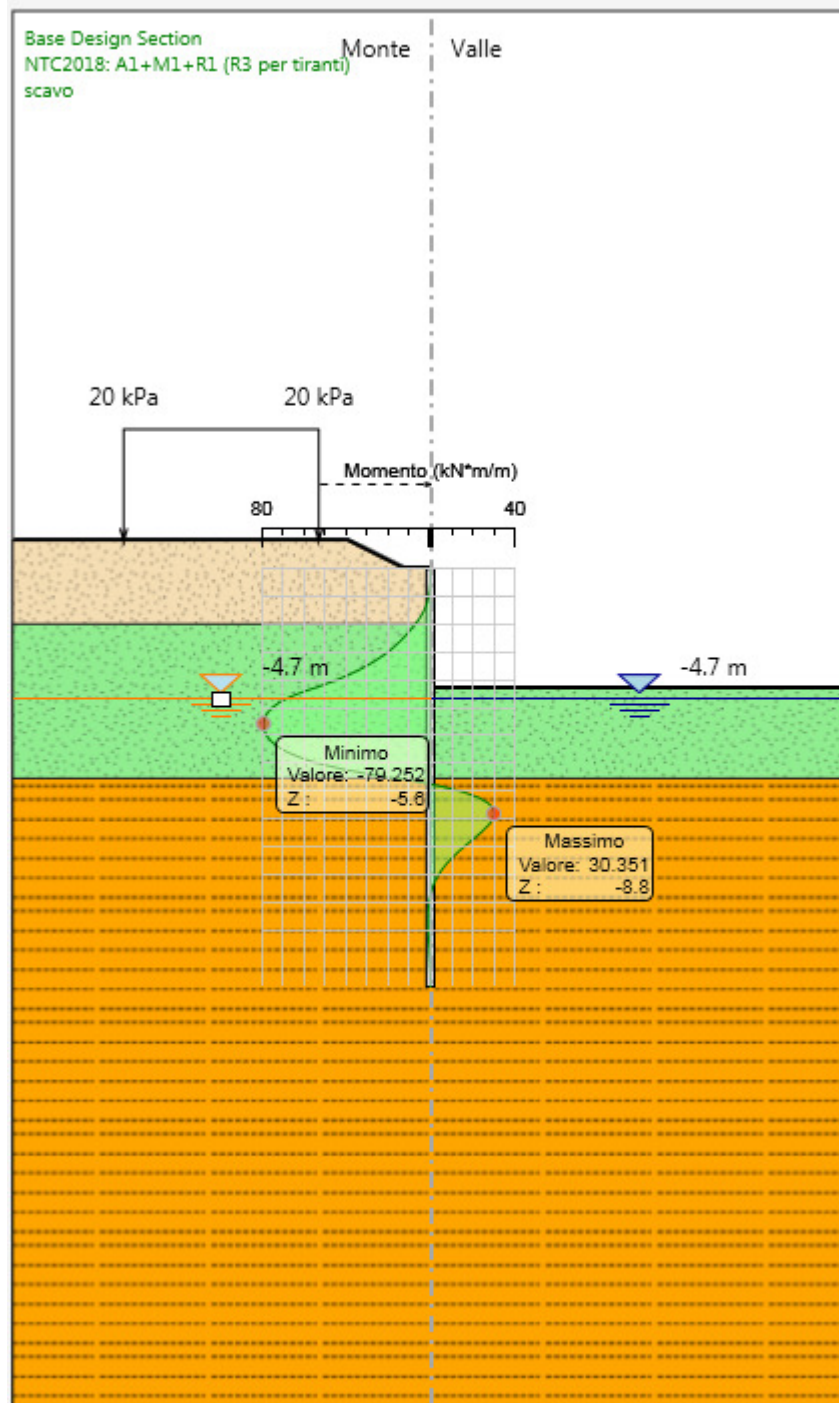 Base Design Section
NTC2018: A1+M1+R1 (R3 per tiranti)
scavo
Monte
Valle
20 kPa
20 kPa
Momento (kN*m/m)
80
40
-4.7 m
-4.7 m
Minimo
Valore: -79.252
Z : -5.6
Massimo
Valore: 30.351
Z : -8.8